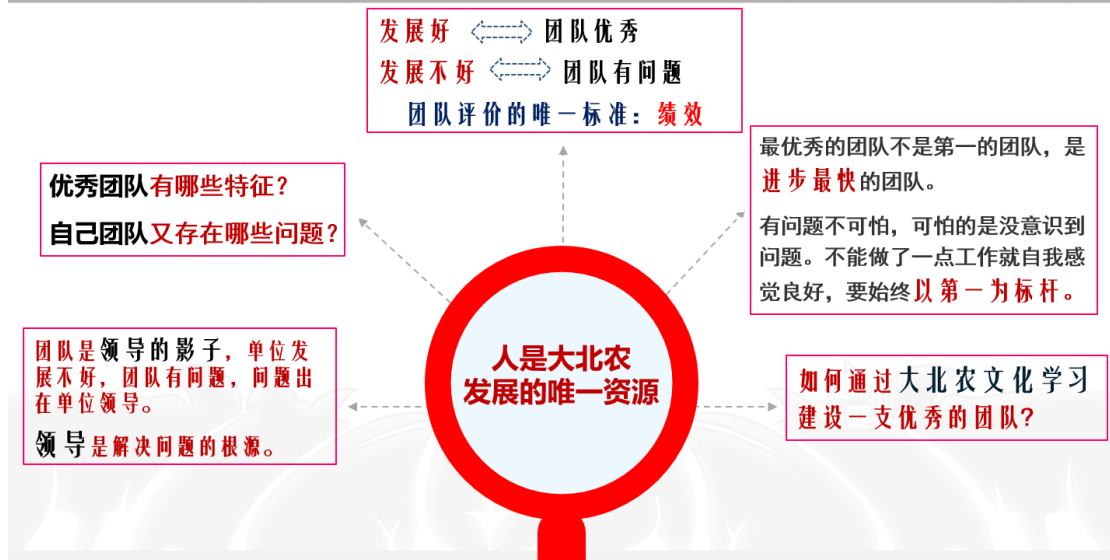 发展好 团队优秀
发展不好 团队有问题
团队评价的唯一标准：绩效
优秀团队有哪些特征？
自己团队又存在哪些问题？
最优秀的团队不是第一的团队，是
进步最快的团队。
有问题不可怕，可怕的是没意识到
问题。不能做了一点工作就自我感
觉良好，要始终以第一为标杆。
人是大北农
发展的唯一资源
团队是领导的影子，单位发
展不好，团队有问题，问题出
在单位领导。
领导是解决问题的根源。
如何通过大北农文化学习
建设一支优秀的团队？